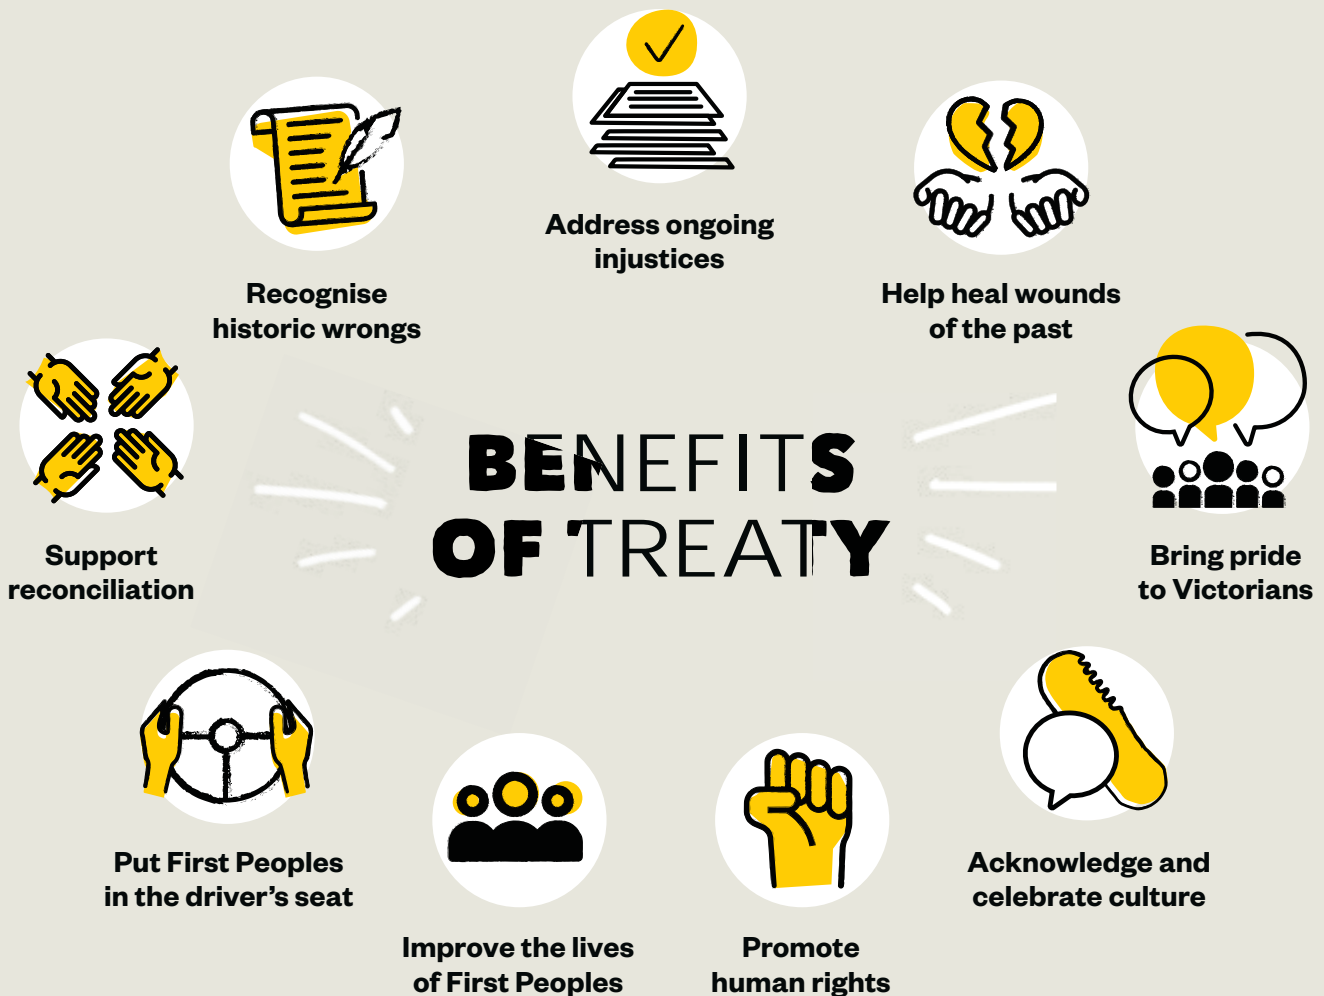 Address ongoing
injustices
Recognise
historic wrongs
Help heal wounds
of the past
Support
reconciliation
BENEFITS
OF TREATY
Bring pride
to Victorians
Put First Peoples
in the driver’s seat
Acknowledge and
celebrate culture
Improve the lives
of First Peoples
Promote
human rights